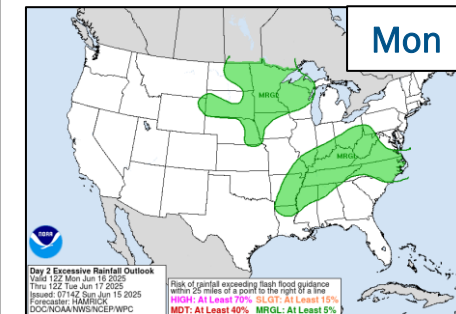 Mon
MRGL
MRGL
NOAA
Day 2 Excessive Rainfall Outlook
Valid 12Z Mon Jun 16 2025
Thru 12Z Tue Jun 17 2025
Issued: 0714Z Sun Jun 15 2025
Forecaster: HAMRICK
DOC/NOAA/NWS/NCEP/WPC
Risk of rainfall exceeding flash flood guidance
within 25 miles of a point to the right of a line
HIGH: At Least 70% SLGT: At Least 15%
MDT: At Least 40% MRGL: At Least 5%